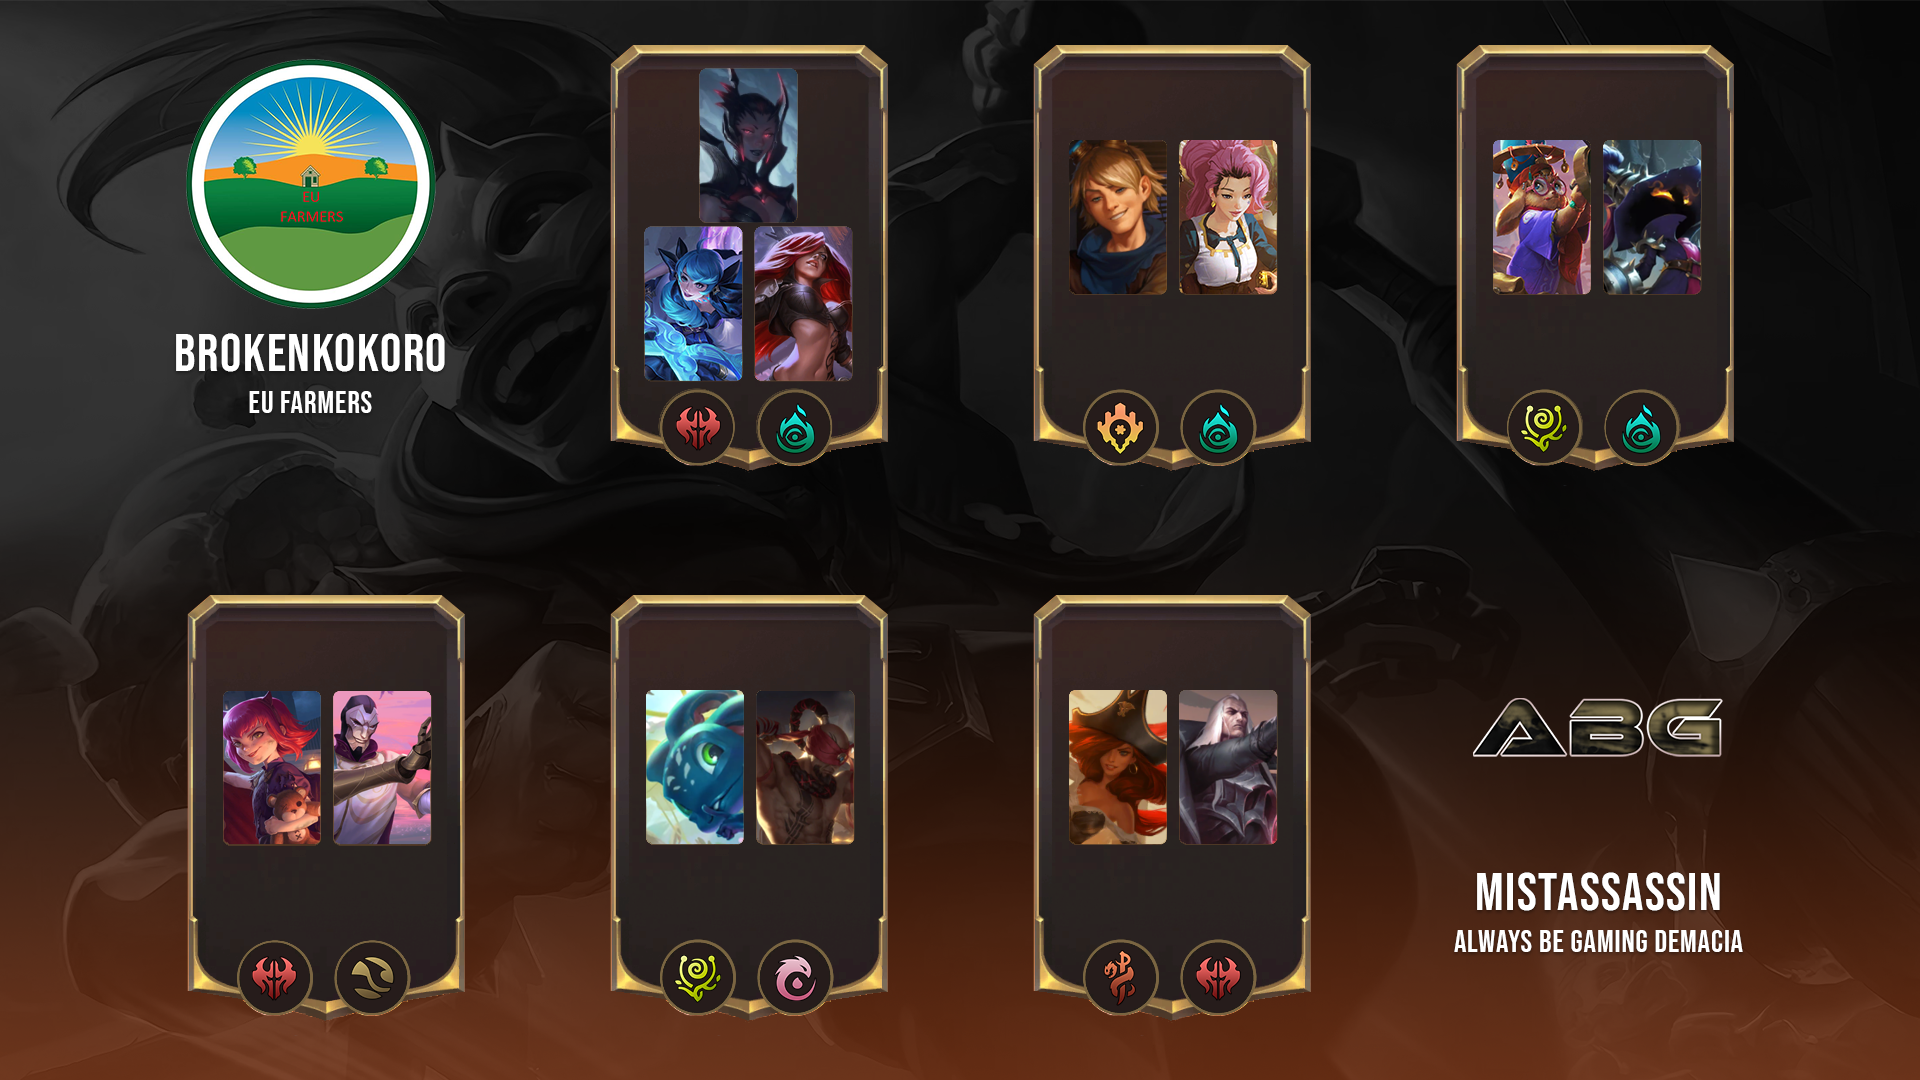 EU
FARMERS
BROKENKOKORO
EU FARMERS
ABG
MISTASSASSIN
ALWAYS BE GAMING DEMACIA